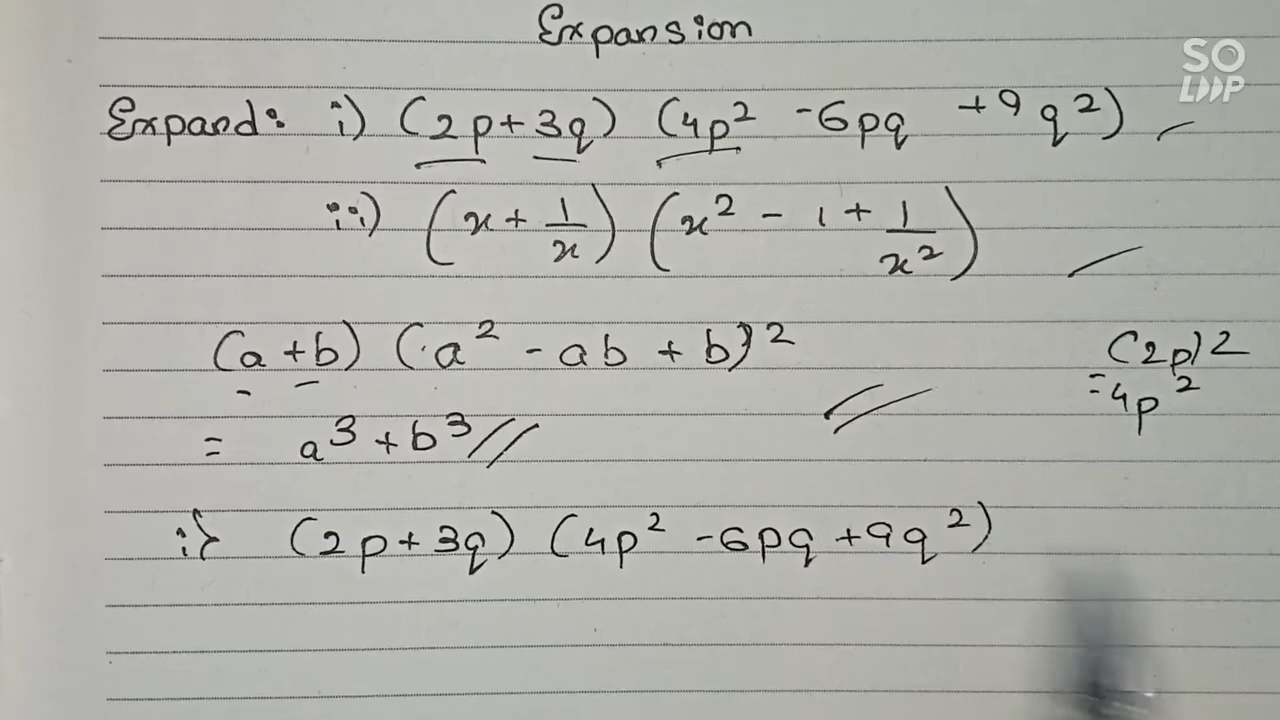 Expansion
SO
LOOP
Expand: i) (2p+3q) (4p² -6pq +9q²)
ii) (x + 1/x) (x² - 1 + 1/x²)
(a+b) (a² - ab + b)²
(2p)2
=4p²
= a³+b³//
i} (2p+3q) (4p² -6pq +9q²)